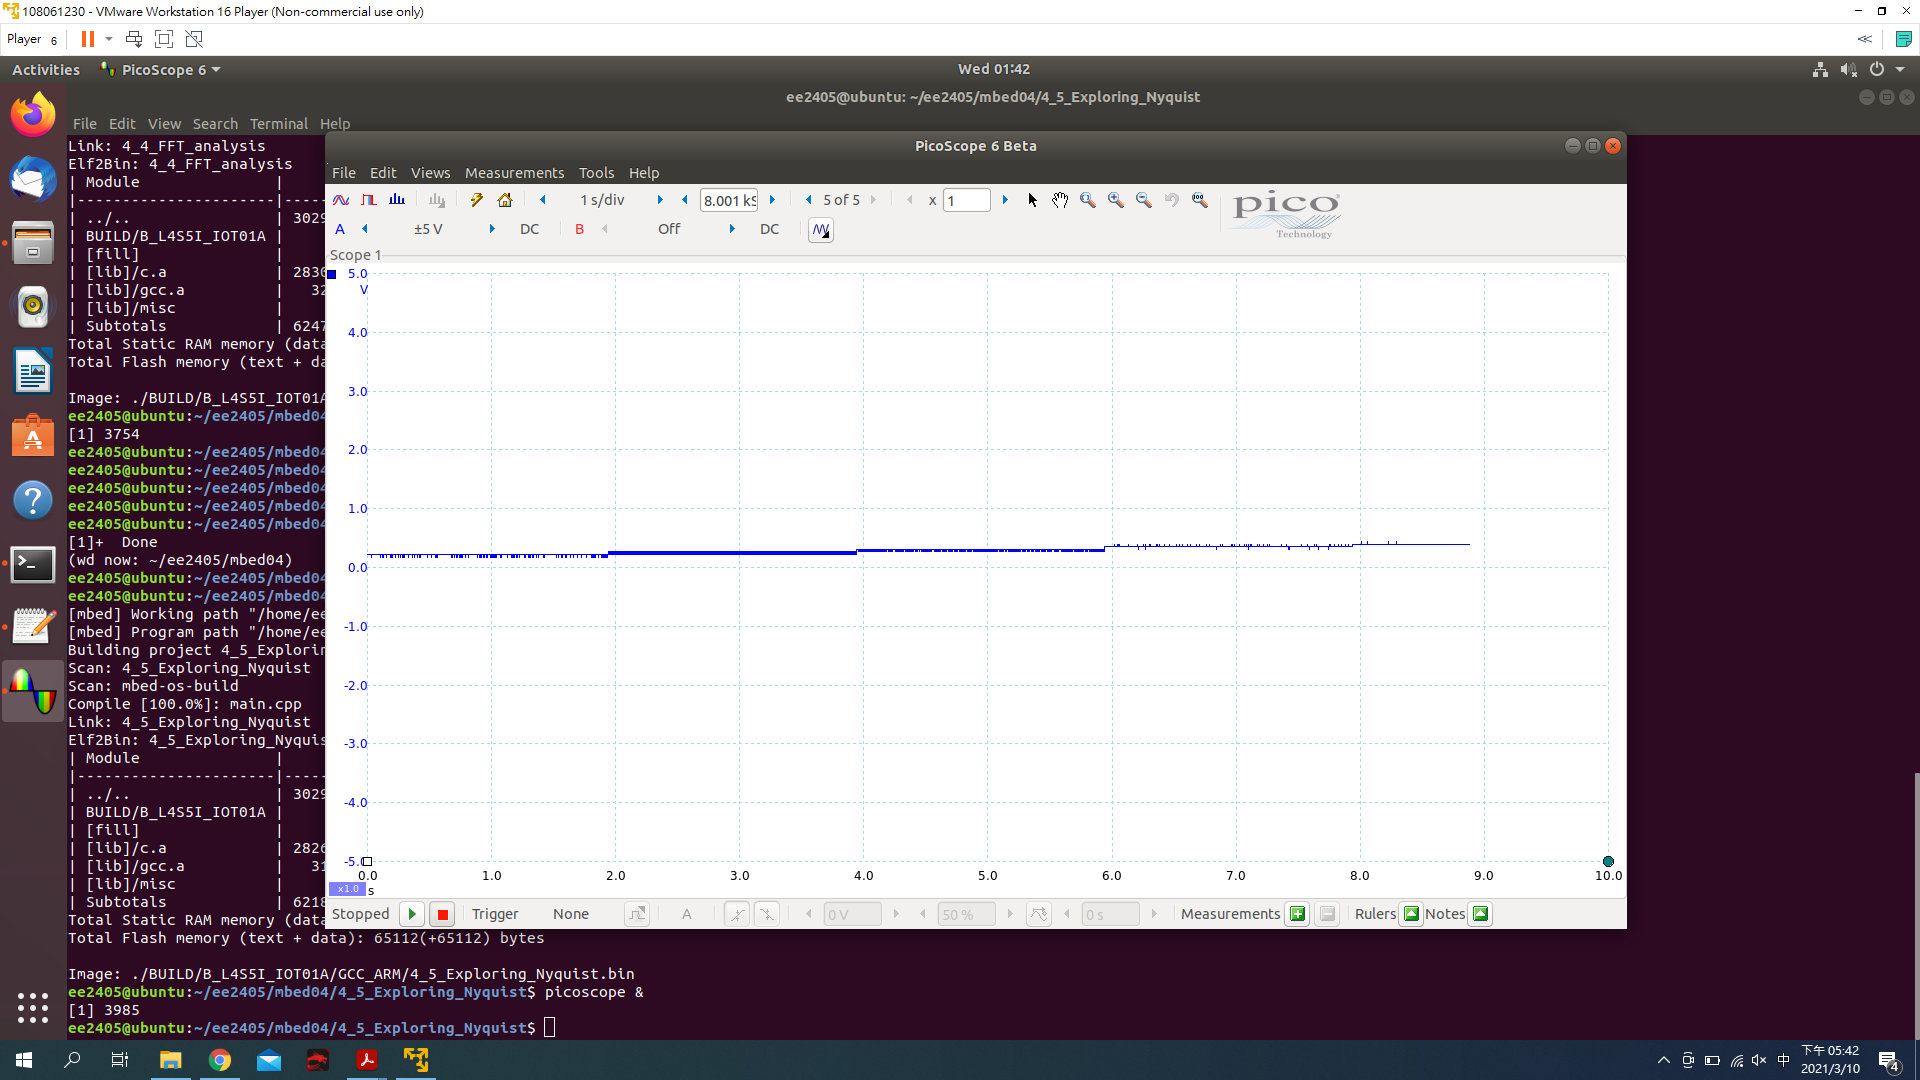 108061230 - VMware Workstation 16 Player (Non-commercial use only)
Player 6
Activities PicoScope 6 Wed 01:42
ee2405@ubuntu: ~/ee2405/mbed04/4_5_Exploring_Nyquist
File Edit View Search Terminal Help
Link: 4_4_FFT_analysis
Elf2Bin: 4_4_FFT_analysis
| Module |
|-----------------------|----
| ../.. | 3029
| BUILD/B_L4S5I_IOT01A |
| [fill] |
| [lib]/c.a | 2830
| [lib]/gcc.a | 32
| [lib]/misc |
| Subtotals | 6247
Total Static RAM memory (data
Total Flash memory (text + da
Image: ./BUILD/B_L4S5I_IOT01A
ee2405@ubuntu:~/ee2405/mbed04
[1] 3754
ee2405@ubuntu:~/ee2405/mbed04
ee2405@ubuntu:~/ee2405/mbed04
ee2405@ubuntu:~/ee2405/mbed04
ee2405@ubuntu:~/ee2405/mbed04
ee2405@ubuntu:~/ee2405/mbed04
[1]+ Done
(wd now: ~/ee2405/mbed04)
ee2405@ubuntu:~/ee2405/mbed04
ee2405@ubuntu:~/ee2405/mbed04
[mbed] Working path "/home/ee
[mbed] Program path "/home/ee
Building project 4_5_Explorin
Scan: 4_5_Exploring_Nyquist
Scan: mbed-os-build
Compile [100.0%]: main.cpp
Link: 4_5_Exploring_Nyquist
Elf2Bin: 4_5_Exploring_Nyquis
| Module |
|-----------------------|----
| ../.. | 3029
| BUILD/B_L4S5I_IOT01A |
| [fill] |
| [lib]/c.a | 2826
| [lib]/gcc.a | 31
| [lib]/misc |
| Subtotals | 6218
Total Static RAM memory (data
Total Flash memory (text + data): 65112(+65112) bytes
Image: ./BUILD/B_L4S5I_IOT01A/GCC_ARM/4_5_Exploring_Nyquist.bin
ee2405@ubuntu:~/ee2405/mbed04/4_5_Exploring_Nyquist$ picoscope &
[1] 3985
ee2405@ubuntu:~/ee2405/mbed04/4_5_Exploring_Nyquist$
PicoScope 6 Beta
File Edit Views Measurements Tools Help
1 s/div 8.001 kS 5 of 5 x 1
pico
Technology
A ±5 V DC B Off DC
Scope 1
5.0
V
4.0
3.0
2.0
1.0
0.0
-1.0
-2.0
-3.0
-4.0
-5.0
0.0 1.0 2.0 3.0 4.0 5.0 6.0 7.0 8.0 9.0 10.0
x1.0 s
Stopped Trigger None A 0 V 50 % 0 s Measurements Rulers Notes
中 下午 05:42
2021/3/10
4